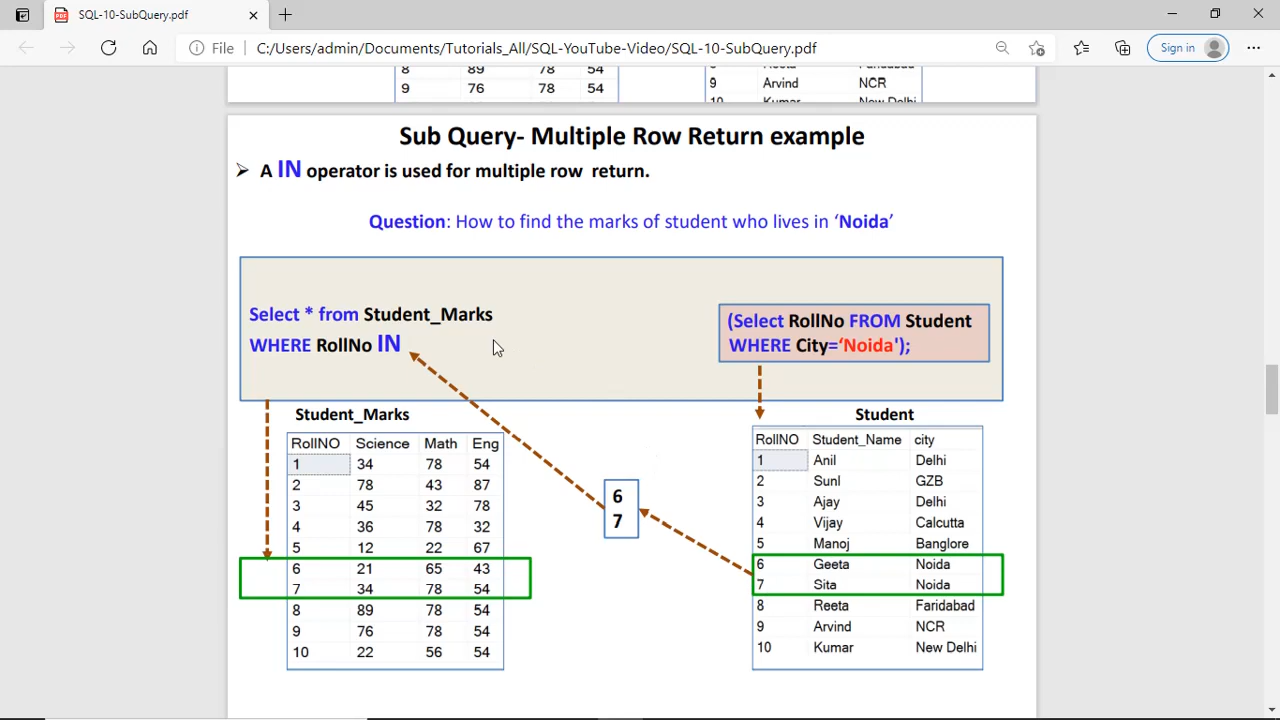 SQL-10-SubQuery.pdf
File
C:/Users/admin/Documents/Tutorials_All/SQL-YouTube-Video/SQL-10-SubQuery.pdf
Sign in
8 89 78 54
9 76 78 54
9 Arvind NCR
10 Kumar New Delhi
Sub Query- Multiple Row Return example
➢ A IN operator is used for multiple row return.
Question: How to find the marks of student who lives in ‘Noida’
Select * from Student_Marks
WHERE RollNo IN
(Select RollNo FROM Student
WHERE City=‘Noida');
Student_Marks
RollNO Science Math Eng
1 34 78 54
2 78 43 87
3 45 32 78
4 36 78 32
5 12 22 67
6 21 65 43
7 34 78 54
8 89 78 54
9 76 78 54
10 22 56 54
6
7
Student
RollNO Student_Name city
1 Anil Delhi
2 Sunl GZB
3 Ajay Delhi
4 Vijay Calcutta
5 Manoj Banglore
6 Geeta Noida
7 Sita Noida
8 Reeta Faridabad
9 Arvind NCR
10 Kumar New Delhi